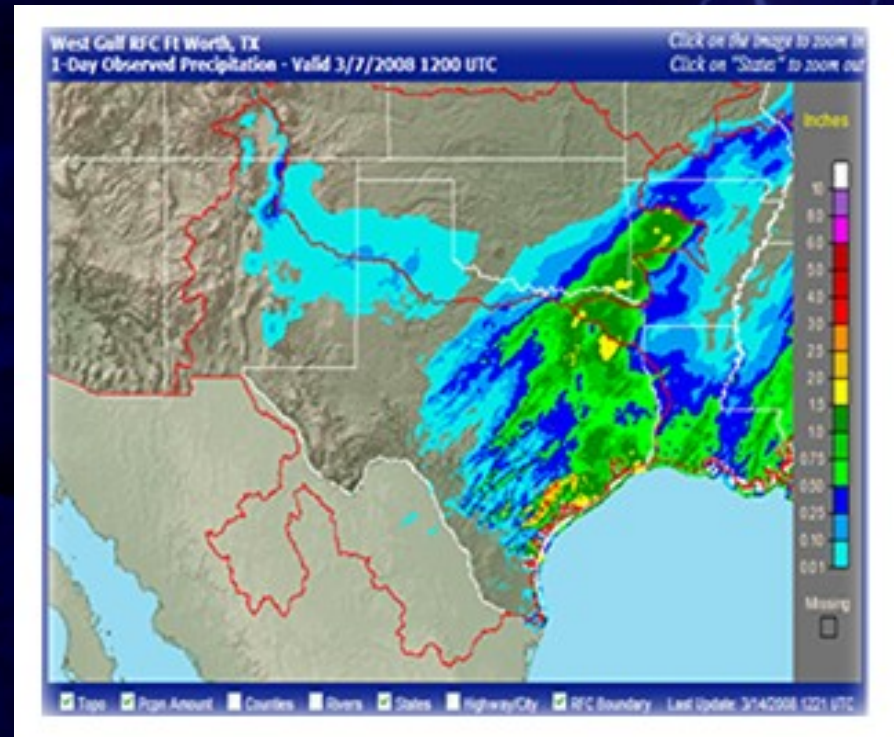 West Gulf RFC Ft Worth, TX
1-Day Observed Precipitation - Valid 3/7/2008 1200 UTC
Click on the Image to zoom in
Click on "States" to zoom out
Inches
10
8.0
6.0
5.0
4.0
3.0
2.5
2.0
1.5
1.0
0.75
0.50
0.25
0.10
0.01
Missing
Topo Pcpn Amount Counties Rivers States Highway/City RFC Boundary Last Update: 3/14/2008 1221 UTC